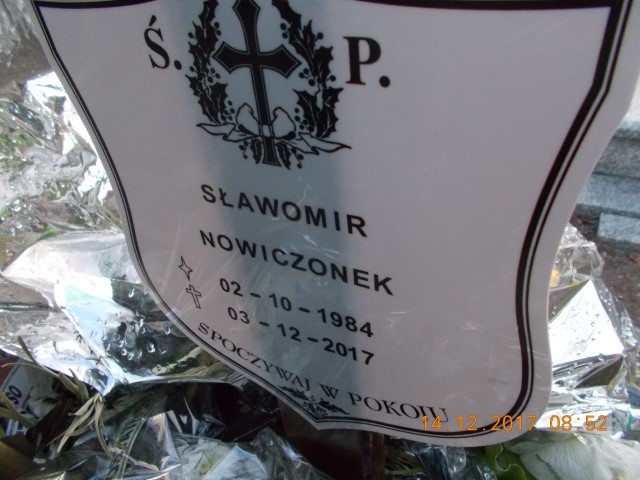 Ś. P.
SŁAWOMIR
NOWICZONEK
02-10-1984
03-12-2017
SPOCZYWAJ W POKOJU
14.12.2017 08:52